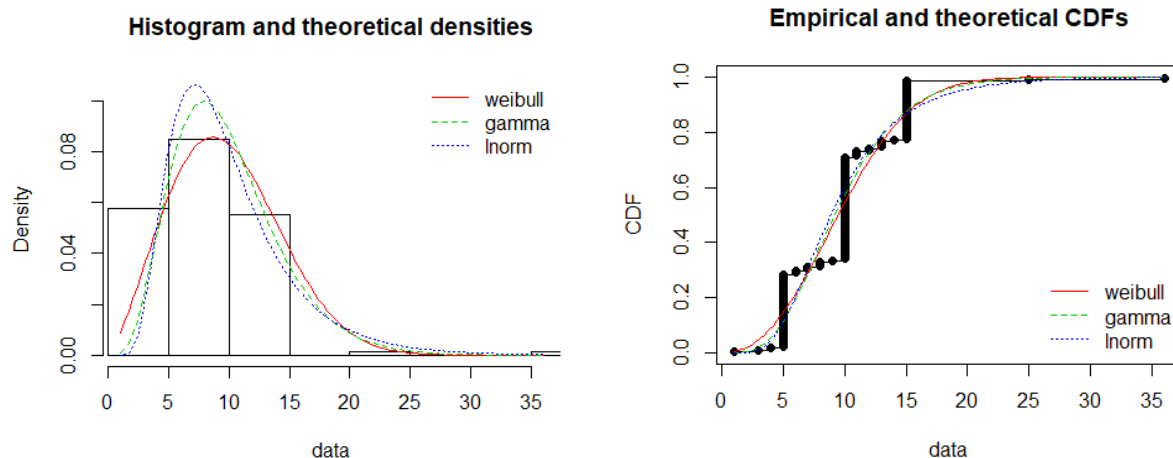 Histogram and theoretical densities
weibull
gamma
lnorm
Density
0.00
0.04
0.08
0 5 10 15 20 25 30 35
data
Empirical and theoretical CDFs
CDF
0.0
0.2
0.4
0.6
0.8
1.0
weibull
gamma
lnorm
0 5 10 15 20 25 30 35
data